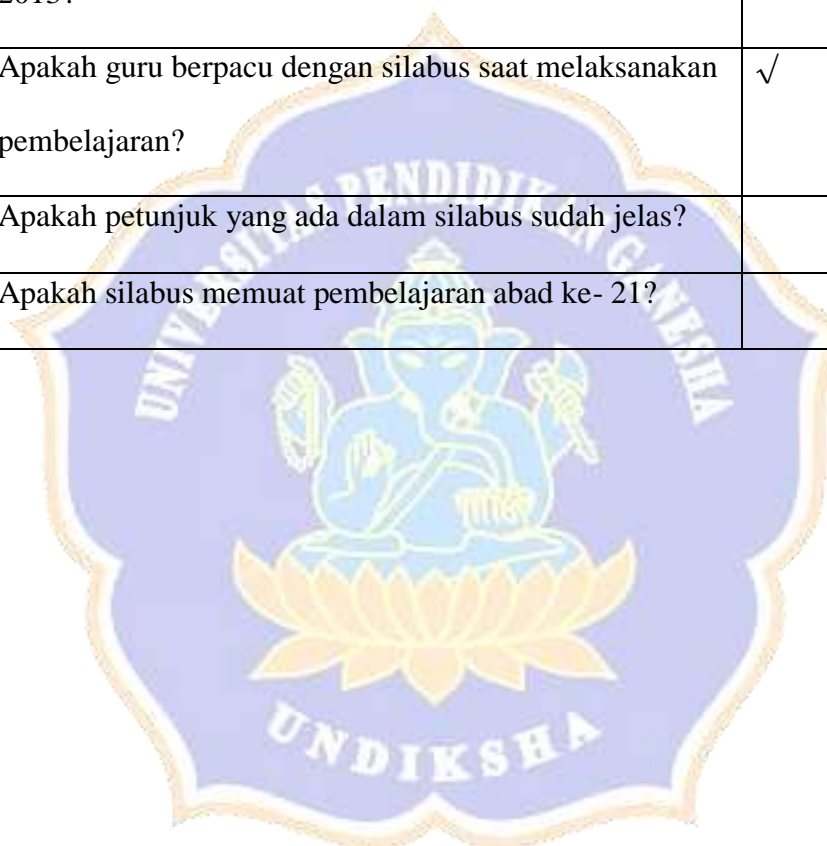 Apakah guru berpacu dengan silabus saat melaksanakan √
pembelajaran?
Apakah petunjuk yang ada dalam silabus sudah jelas?
Apakah silabus memuat pembelajaran abad ke- 21?
UNIVERSITAS PENDIDIKAN GANESHA
UNDIKSHA